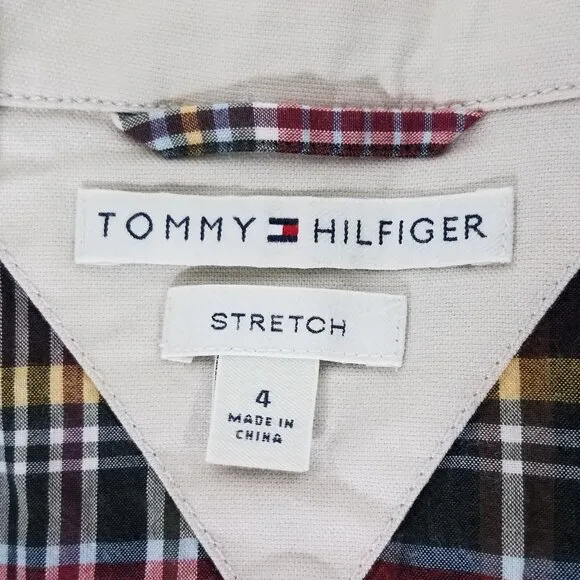 TOMMY HILFIGER
STRETCH
4
MADE IN
CHINA